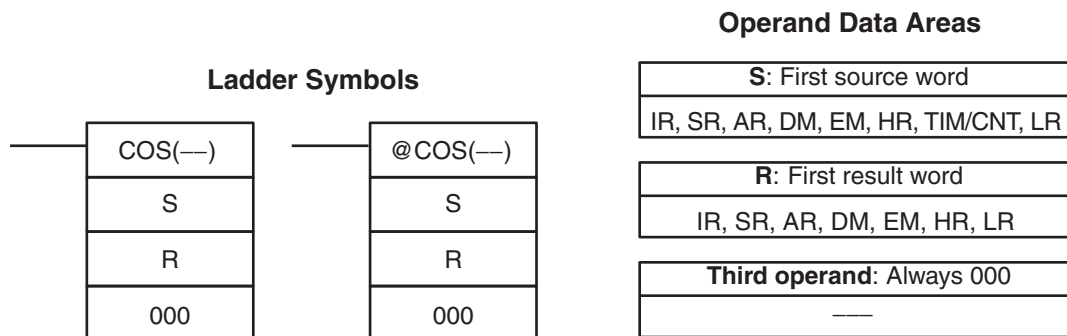 Ladder Symbols
COS(––)
S
R
000
@COS(––)
S
R
000
Operand Data Areas
S: First source word
IR, SR, AR, DM, EM, HR, TIM/CNT, LR
R: First result word
IR, SR, AR, DM, EM, HR, LR
Third operand: Always 000
–––